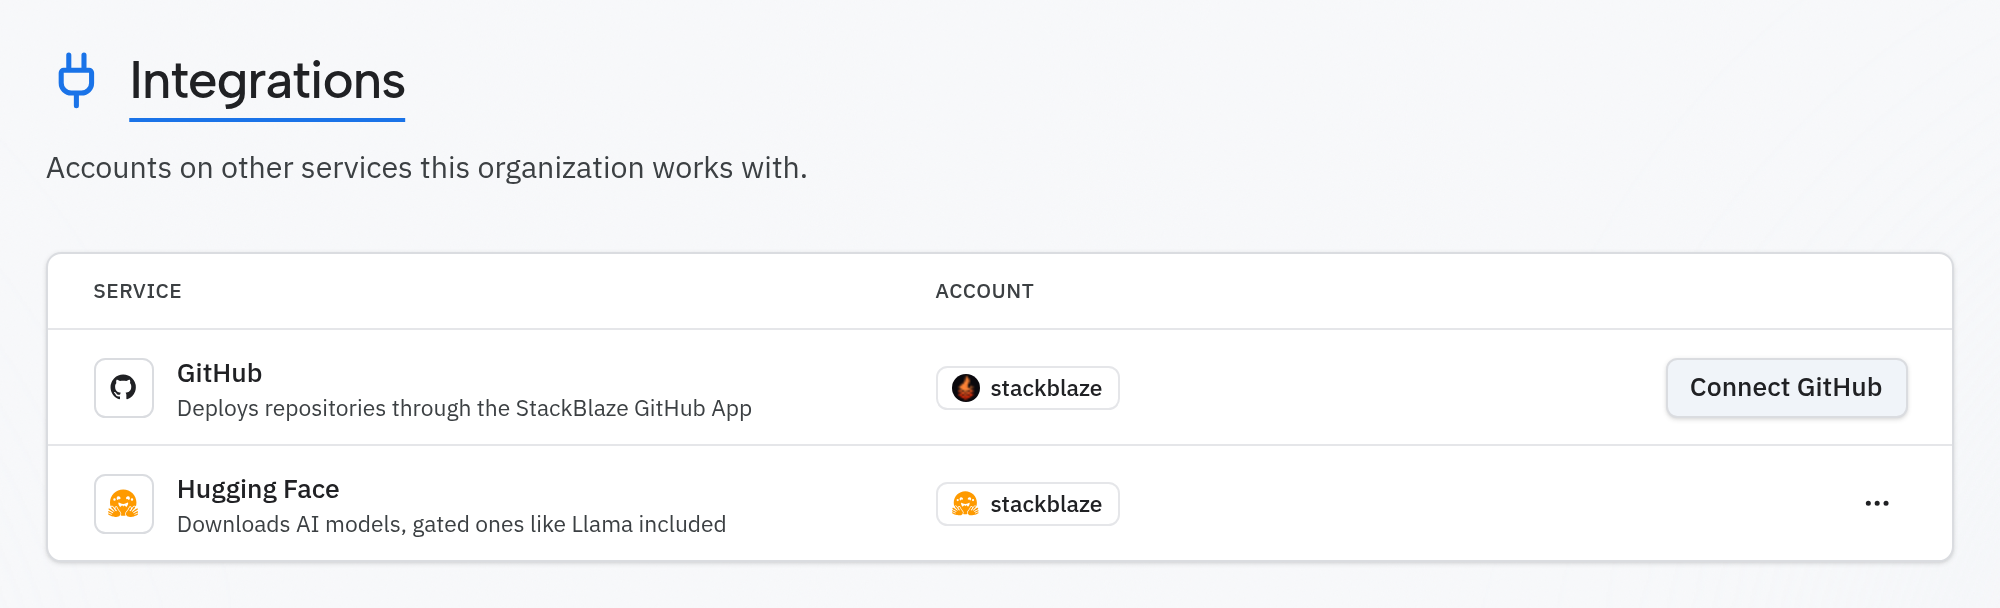 Integrations
Accounts on other services this organization works with.
SERVICE
ACCOUNT
GitHub
Deploys repositories through the StackBlaze GitHub App
stackblaze
Connect GitHub
Hugging Face
Downloads AI models, gated ones like Llama included
stackblaze